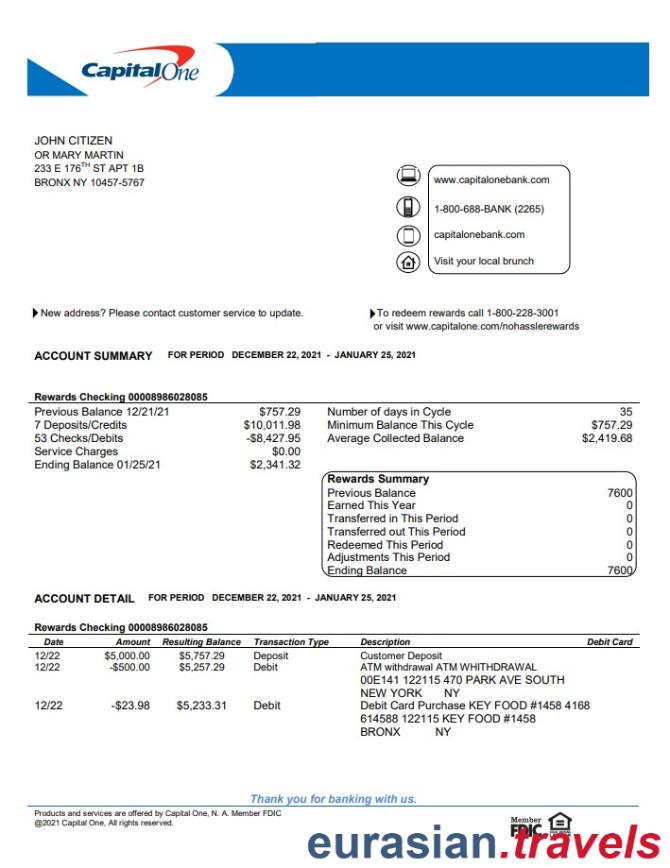 CapitalOne
JOHN CITIZEN
OR MARY MARTIN
233 E 176TH ST APT 1B
BRONX NY 10457-5767
www.capitalonebank.com
1-800-688-BANK (2265)
capitalonebank.com
Visit your local brunch
New address? Please contact customer service to update.
To redeem rewards call 1-800-228-3001
or visit www.capitalone.com/nohasslerewards
ACCOUNT SUMMARY FOR PERIOD DECEMBER 22, 2021 - JANUARY 25, 2021
Rewards Checking 00008986028085
Previous Balance 12/21/21 $757.29 Number of days in Cycle 35
7 Deposits/Credits $10,011.98 Minimum Balance This Cycle $757.29
53 Checks/Debits -$8,427.95 Average Collected Balance $2,419.68
Service Charges $0.00
Ending Balance 01/25/21 $2,341.32
Rewards Summary
Previous Balance 7600
Earned This Year 0
Transferred in This Period 0
Transferred out This Period 0
Redeemed This Period 0
Adjustments This Period 0
Ending Balance 7600
ACCOUNT DETAIL FOR PERIOD DECEMBER 22, 2021 - JANUARY 25, 2021
Rewards Checking 00008986028085
Date Amount Resulting Balance Transaction Type Description Debit Card
12/22 $5,000.00 $5,757.29 Deposit Customer Deposit
12/22 -$500.00 $5,257.29 Debit ATM withdrawal ATM WHITHDRAWAL
00E141 122115 470 PARK AVE SOUTH
NEW YORK NY
12/22 -$23.98 $5,233.31 Debit Debit Card Purchase KEY FOOD #1458 4168
614588 122115 KEY FOOD #1458
BRONX NY
Thank you for banking with us.
Products and services are offered by Capital One, N. A. Member FDIC
@2021 Capital One, All rights reserved.
Member
FDIC
eurasian.travels